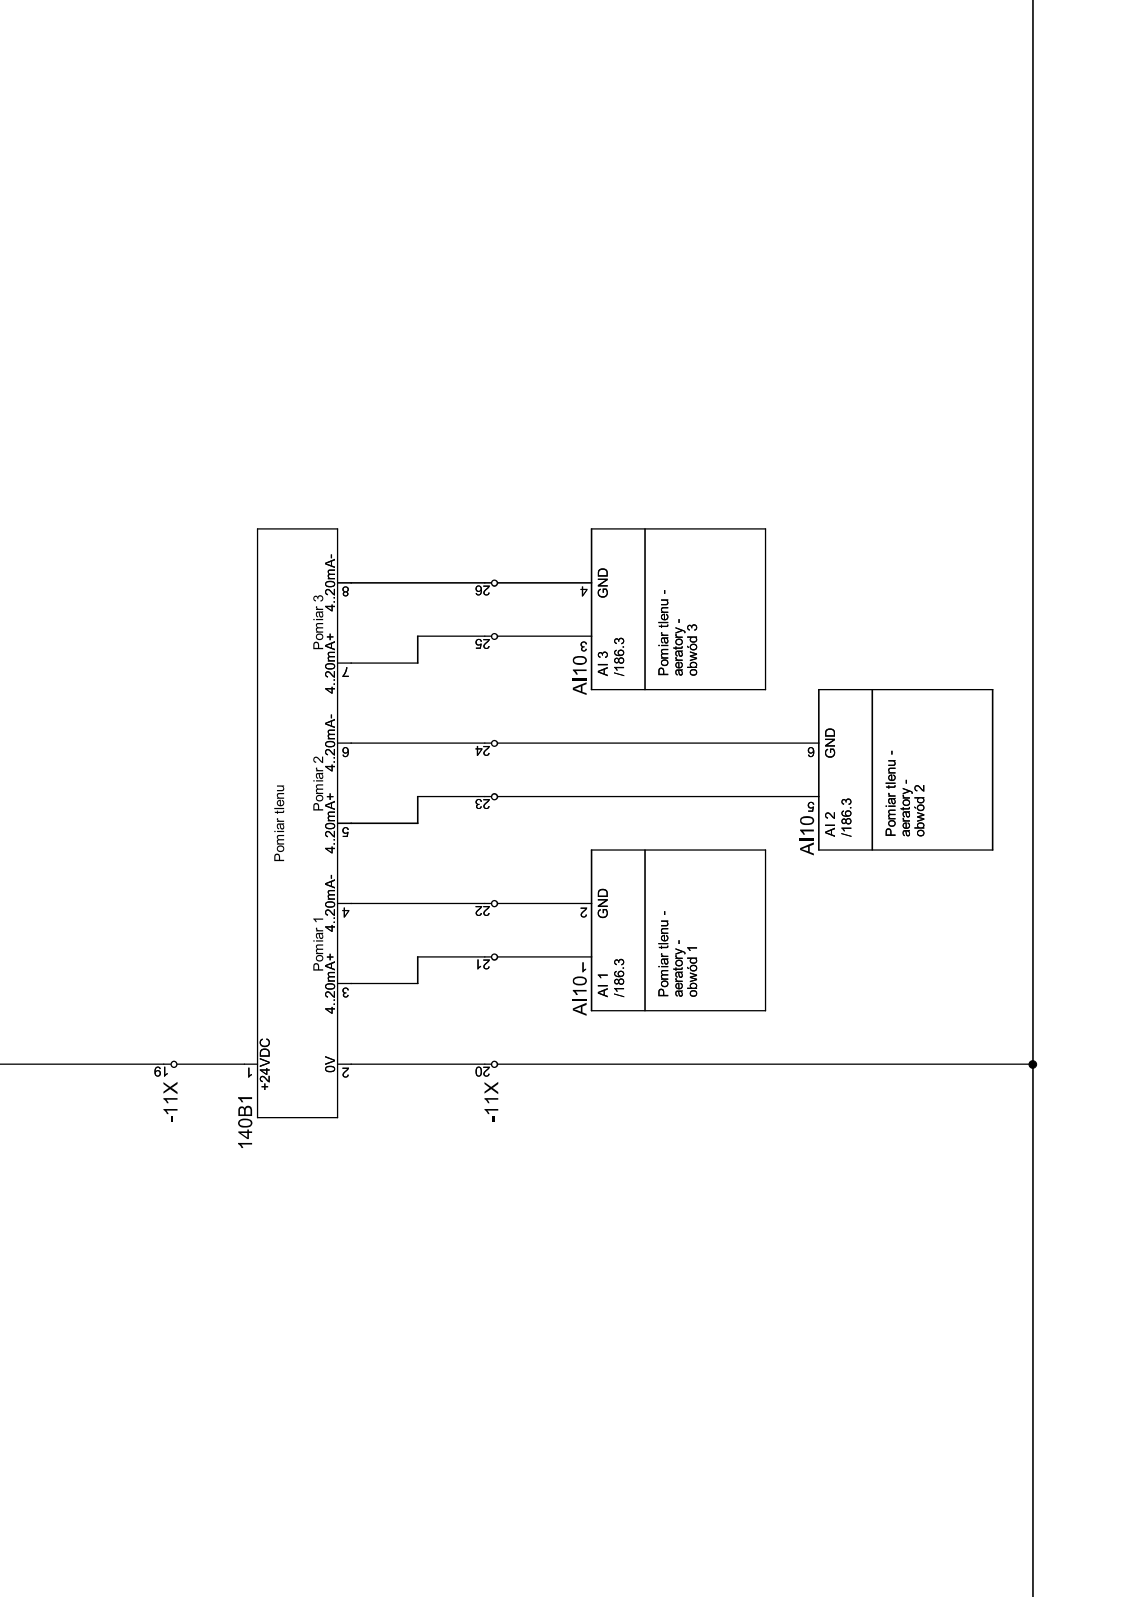 -11X
19
140B1
1
+24VDC
Pomiar tlenu
0V
2
Pomiar 1
4..20mA+
3
4..20mA-
4
Pomiar 2
4..20mA+
5
4..20mA-
6
Pomiar 3
4..20mA+
7
4..20mA-
8
-11X
20
21
22
23
24
25
26
AI10
1
2
AI 1
/186.3
GND
Pomiar tlenu -
aeratory -
obwód 1
AI10
3
4
AI 3
/186.3
GND
Pomiar tlenu -
aeratory -
obwód 3
AI10
5
6
AI 2
/186.3
GND
Pomiar tlenu -
aeratory -
obwód 2